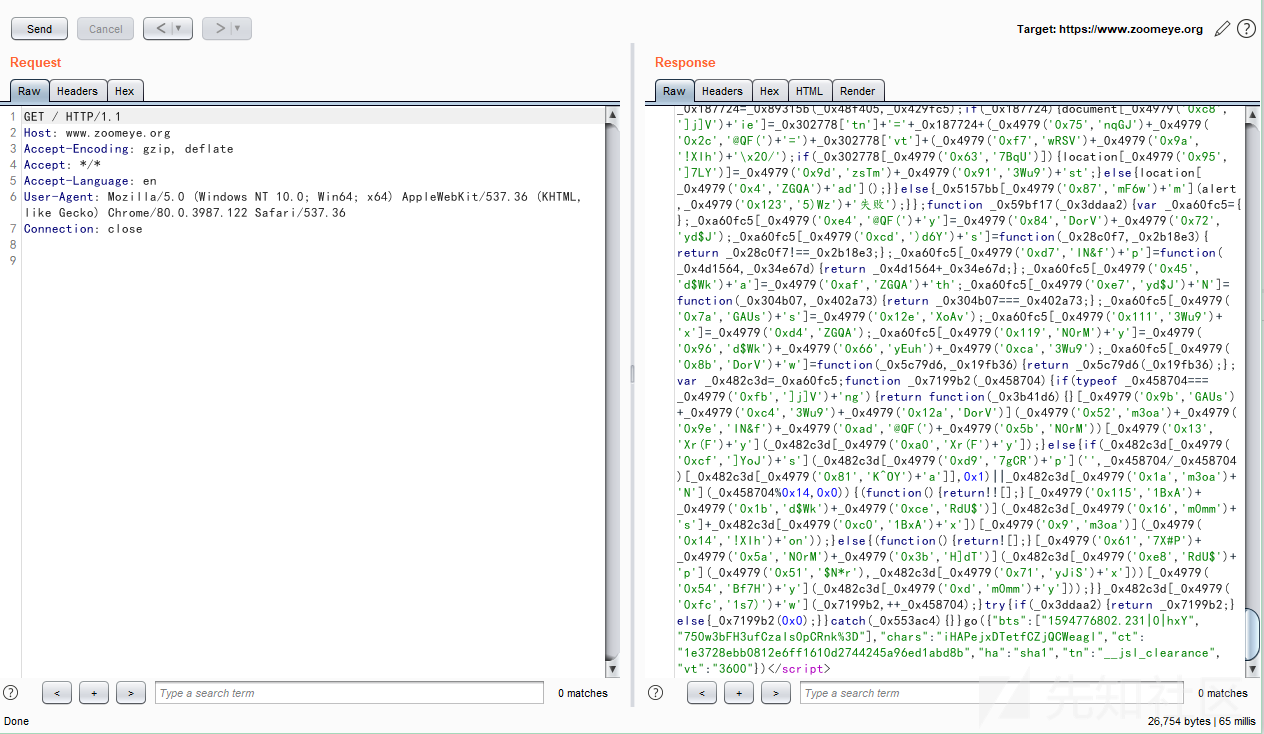 Send Cancel < |▼ > |▼ Target: https://www.zoomeye.org ?
Request
Raw Headers Hex
1 GET / HTTP/1.1
2 Host: www.zoomeye.org
3 Accept-Encoding: gzip, deflate
4 Accept: */*
5 Accept-Language: en
6 User-Agent: Mozilla/5.0 (Windows NT 10.0; Win64; x64) AppleWebKit/537.36 (KHTML,
like Gecko) Chrome/80.0.3987.122 Safari/537.36
7 Connection: close
8
9
? < + > Type a search term 0 matches
Done
Response
Raw Headers Hex HTML Render
_0x187724=_0x89315b(_0x48f405,_0x429fc5);if(_0x187724){document[_0x4979('0xc8',
']j]V')+'ie']=_0x302778['tn']+'='+_0x187724+(_0x4979('0x75','nqGJ')+_0x4979(
'0x2c','@QF(')+'=')+_0x302778['vt']+(_0x4979('0xf7','wRSV')+_0x4979('0x9a',
'!XIh')+'\x20/');if(_0x302778[_0x4979('0x63','7BqU')]){location[_0x4979('0x95',
']7LY')]=_0x4979('0x9d','zsTm')+_0x4979('0x91','3Wu9')+'st';}else{location[
_0x4979('0x4','ZGQA')+'ad']();}}else{_0x5157bb[_0x4979('0x87','mF6w')+'m'](alert
,_0x4979('0x123','5)Wz')+'失败');}};function _0x59bf17(_0x3ddaa2){var _0xa60fc5={
};_0xa60fc5[_0x4979('0xe4','@QF(')+'y']=_0x4979('0x84','DorV')+_0x4979('0x72',
'yd$J');_0xa60fc5[_0x4979('0xcd',')d6Y')+'s']=function(_0x28c0f7,_0x2b18e3){
return _0x28c0f7!==_0x2b18e3;};_0xa60fc5[_0x4979('0xd7','lN&f')+'p']=function(
_0x4d1564,_0x34e67d){return _0x4d1564+_0x34e67d;};_0xa60fc5[_0x4979('0x45',
'd$Wk')+'a']=_0x4979('0xaf','ZGQA')+'th';_0xa60fc5[_0x4979('0xe7','yd$J')+'N']=
function(_0x304b07,_0x402a73){return _0x304b07===_0x402a73;};_0xa60fc5[_0x4979(
'0x7a','GAUs')+'s']=_0x4979('0x12e','XoAv');_0xa60fc5[_0x4979('0x111','3Wu9')+
'x']=_0x4979('0xd4','ZGQA');_0xa60fc5[_0x4979('0x119','NOrM')+'y']=_0x4979(
'0x96','d$Wk')+_0x4979('0x66','yEuh')+_0x4979('0xca','3Wu9');_0xa60fc5[_0x4979(
'0x8b','DorV')+'w']=function(_0x5c79d6,_0x19fb36){return _0x5c79d6(_0x19fb36);};
var _0x482c3d=_0xa60fc5;function _0x7199b2(_0x458704){if(typeof _0x458704===
_0x4979('0xfb',']j]V')+'ng'){return function(_0x3b41d6){}[_0x4979('0x9b','GAUs')
+_0x4979('0xc4','3Wu9')+_0x4979('0x12a','DorV')](_0x4979('0x52','m3oa')+_0x4979(
'0x9e','lN&f')+_0x4979('0xad','@QF(')+_0x4979('0x5b','NOrM'))[_0x4979('0x13',
'Xr(F')+'y'](_0x482c3d[_0x4979('0xa0','Xr(F')+'y']);}else{if(_0x482c3d[_0x4979(
'0xcf',']YoJ')+'s'](_0x482c3d[_0x4979('0xd9','7gCR')+'p']('',_0x458704/_0x458704
)[_0x482c3d[_0x4979('0x81','K^OY')+'a']],0x1)||_0x482c3d[_0x4979('0x1a','m3oa')+
'N'](_0x458704%0x14,0x0)){(function(){return!![];}[_0x4979('0x115','1BxA')+
_0x4979('0x1b','d$Wk')+_0x4979('0xce','RdU$')](_0x482c3d[_0x4979('0x16','m0mm')+
's']+_0x482c3d[_0x4979('0xc0','1BxA')+'x'])[_0x4979('0x9','m3oa')](_0x4979(
'0x14','!XIh')+'on'));}else{(function(){return![];}[_0x4979('0x61','7X#P')+
_0x4979('0x5a','NOrM')+_0x4979('0x3b','H]dT')](_0x482c3d[_0x4979('0xe8','RdU$')+
'p'](_0x4979('0x51','$N*r'),_0x482c3d[_0x4979('0x71','yJiS')+'x']))[_0x4979(
'0x54','Bf7H')+'y'](_0x482c3d[_0x4979('0xd','m0mm')+'y']));}}_0x482c3d[_0x4979(
'0xfc','1s7)')+'w'](_0x7199b2,++_0x458704);}try{if(_0x3ddaa2){return _0x7199b2;}
else{_0x7199b2(0x0);}}catch(_0x553ac4){}}go({"bts":["1594776802.231|0|hxY",
"750w3bFH3ufCzaIs0pCRnk%3D"],"chars":"iHAPejxDTetfCZjQCWeagl","ct":
"1e3728ebb0812e6ff1610d2744245a96ed1abd8b","ha":"sha1","tn":"__jsl_clearance",
"vt":"3600"})</script>
? < + > Type a search term 0 matches
先知社区
26,754 bytes | 65 millis